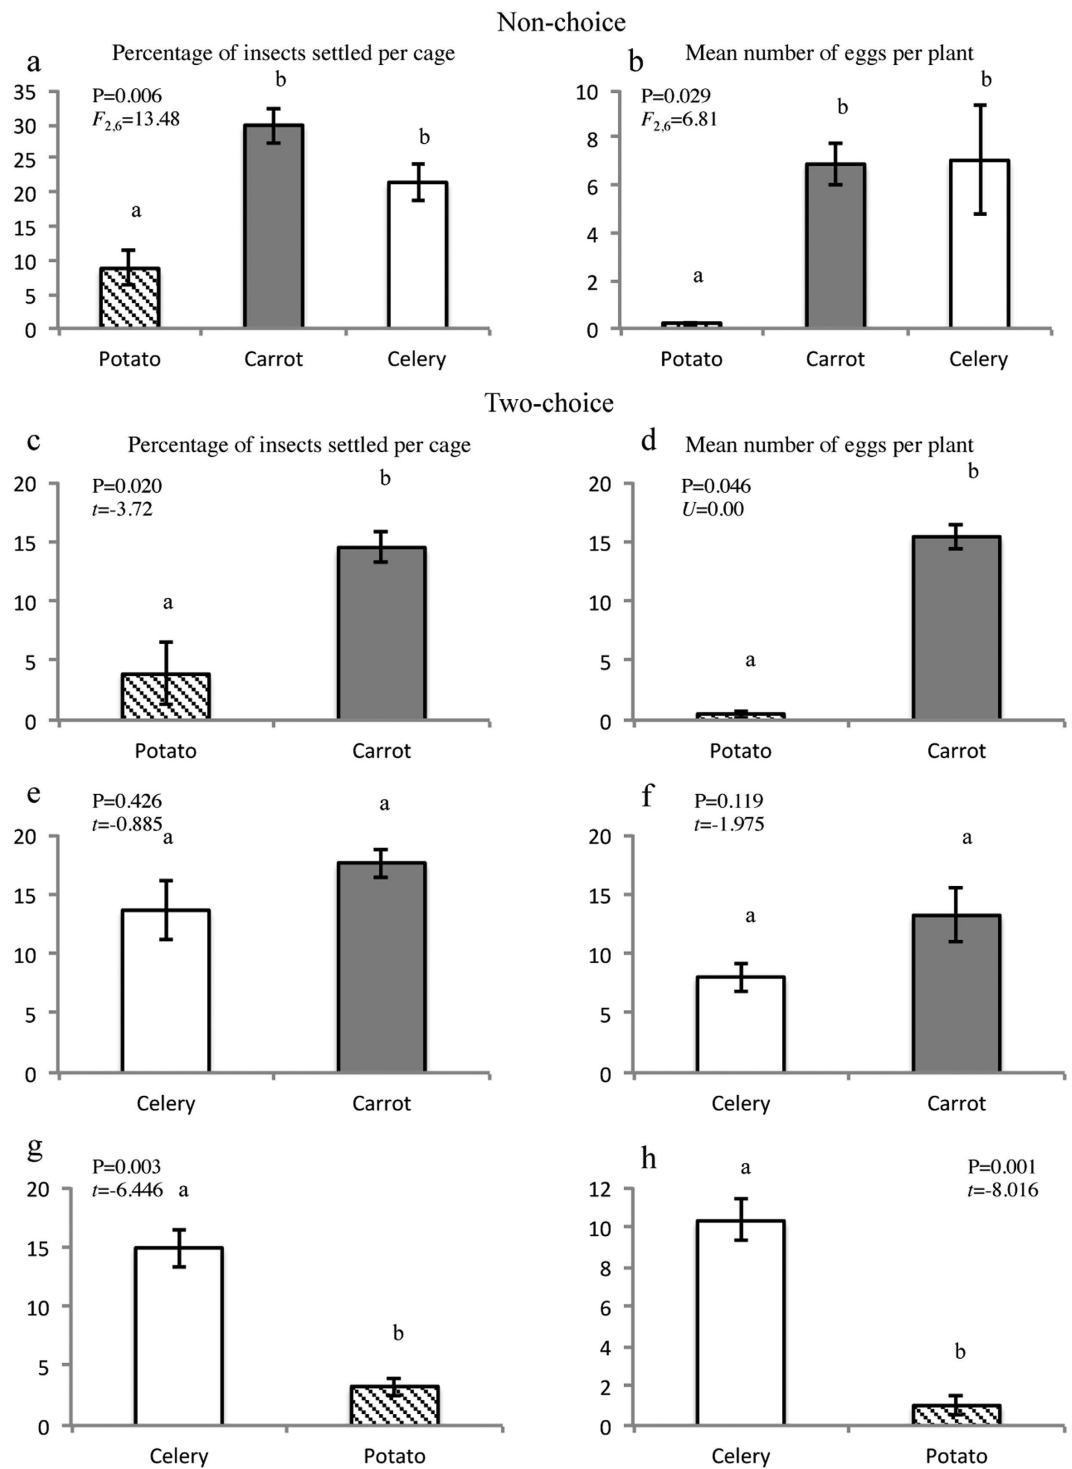 Non-choice
a
Percentage of insects settled per cage
P=0.006
F2,6=13.48
35
30
25
20
15
10
5
0
a
b
b
Potato
Carrot
Celery
b
Mean number of eggs per plant
P=0.029
F2,6=6.81
10
8
6
4
2
0
a
b
b
Potato
Carrot
Celery
Two-choice
c
Percentage of insects settled per cage
P=0.020
t=-3.72
20
15
10
5
0
a
b
Potato
Carrot
d
Mean number of eggs per plant
P=0.046
U=0.00
20
15
10
5
0
a
b
Potato
Carrot
e
P=0.426
t=-0.885
20
15
10
5
0
a
a
Celery
Carrot
f
P=0.119
t=-1.975
20
15
10
5
0
a
a
Celery
Carrot
g
P=0.003
t=-6.446
20
15
10
5
0
a
b
Celery
Potato
h
P=0.001
t=-8.016
12
10
8
6
4
2
0
a
b
Celery
Potato